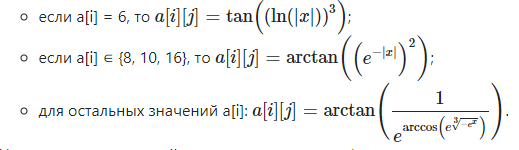 если a[i] = 6, то a[i][j] = tan((ln(|x|))³);
если a[i] ∈ {8, 10, 16}, то a[i][j] = arctan((e^{-|x|})²);
для остальных значений a[i]: a[i][j] = arctan(1/e^{arccos(e^{∛(-e^x)})}).